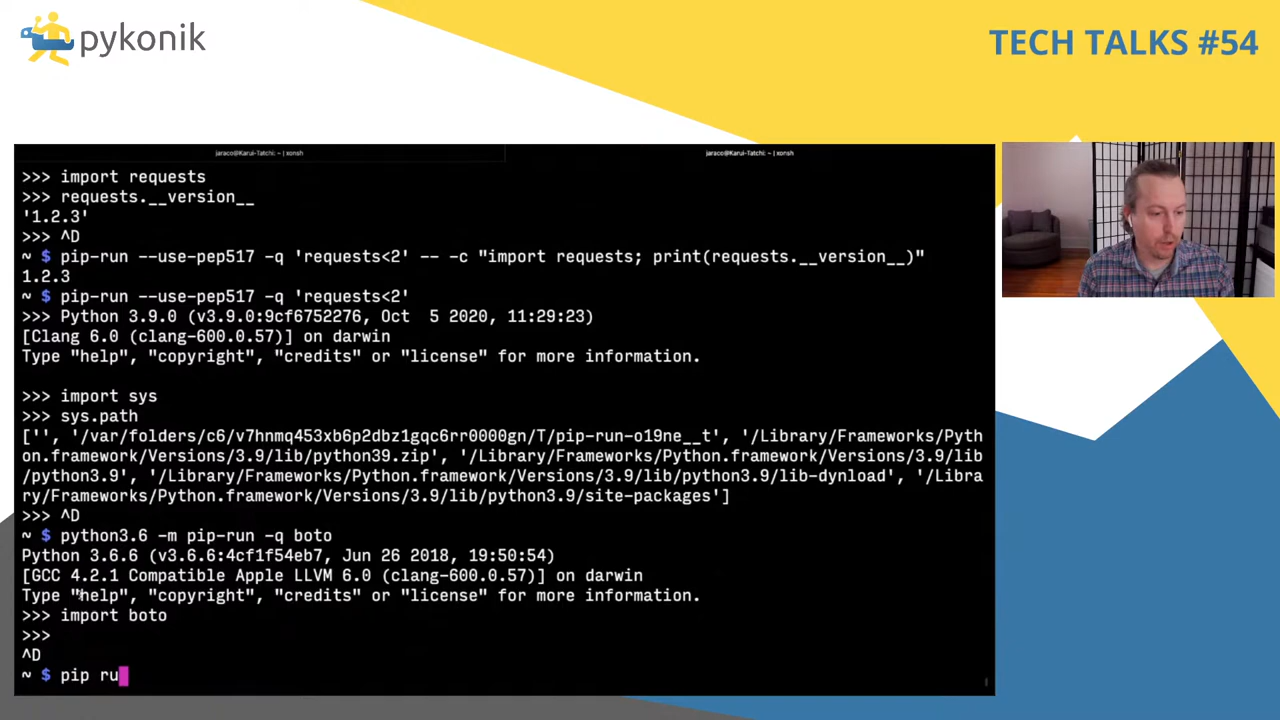 pykonik
TECH TALKS #54
jaraco@Karui-Tatchi: ~ | xonsh
jaraco@Karui-Tatchi: ~ | xonsh
>>> import requests
>>> requests.__version__
'1.2.3'
>>> ^D
~ $ pip-run --use-pep517 -q 'requests<2' -- -c "import requests; print(requests.__version__)"
1.2.3
~ $ pip-run --use-pep517 -q 'requests<2'
>>> Python 3.9.0 (v3.9.0:9cf6752276, Oct  5 2020, 11:29:23)
[Clang 6.0 (clang-600.0.57)] on darwin
Type "help", "copyright", "credits" or "license" for more information.
>>> import sys
>>> sys.path
['', '/var/folders/c6/v7hnmq453xb6p2dbz1gqc6rr0000gn/T/pip-run-o19ne__t', '/Library/Frameworks/Pyth
on.framework/Versions/3.9/lib/python39.zip', '/Library/Frameworks/Python.framework/Versions/3.9/lib
/python3.9', '/Library/Frameworks/Python.framework/Versions/3.9/lib/python3.9/lib-dynload', '/Libra
ry/Frameworks/Python.framework/Versions/3.9/lib/python3.9/site-packages']
>>> ^D
~ $ python3.6 -m pip-run -q boto
Python 3.6.6 (v3.6.6:4cf1f54eb7, Jun 26 2018, 19:50:54)
[GCC 4.2.1 Compatible Apple LLVM 6.0 (clang-600.0.57)] on darwin
Type "help", "copyright", "credits" or "license" for more information.
>>> import boto
>>>
^D
~ $ pip ru